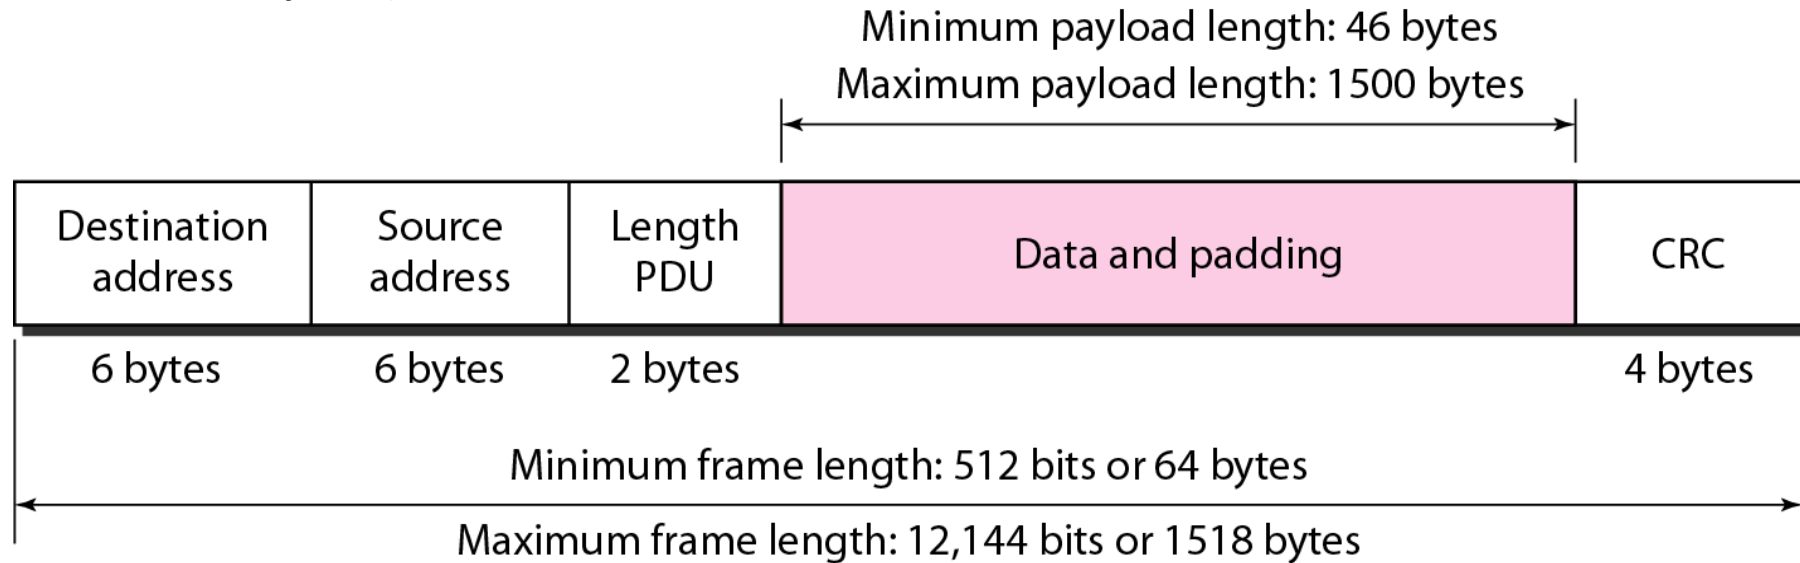 Minimum payload length: 46 bytes
Maximum payload length: 1500 bytes
Destination
address
Source
address
Length
PDU
Data and padding
CRC
6 bytes
6 bytes
2 bytes
4 bytes
Minimum frame length: 512 bits or 64 bytes
Maximum frame length: 12,144 bits or 1518 bytes